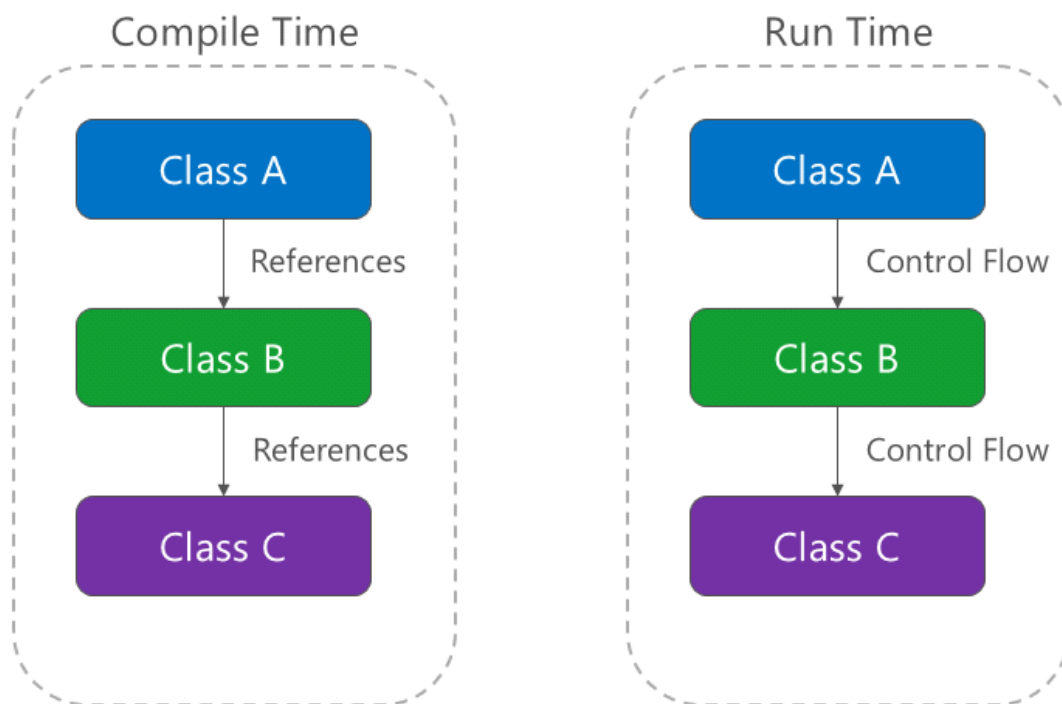 Compile Time
Class A
References
Class B
References
Class C
Run Time
Class A
Control Flow
Class B
Control Flow
Class C